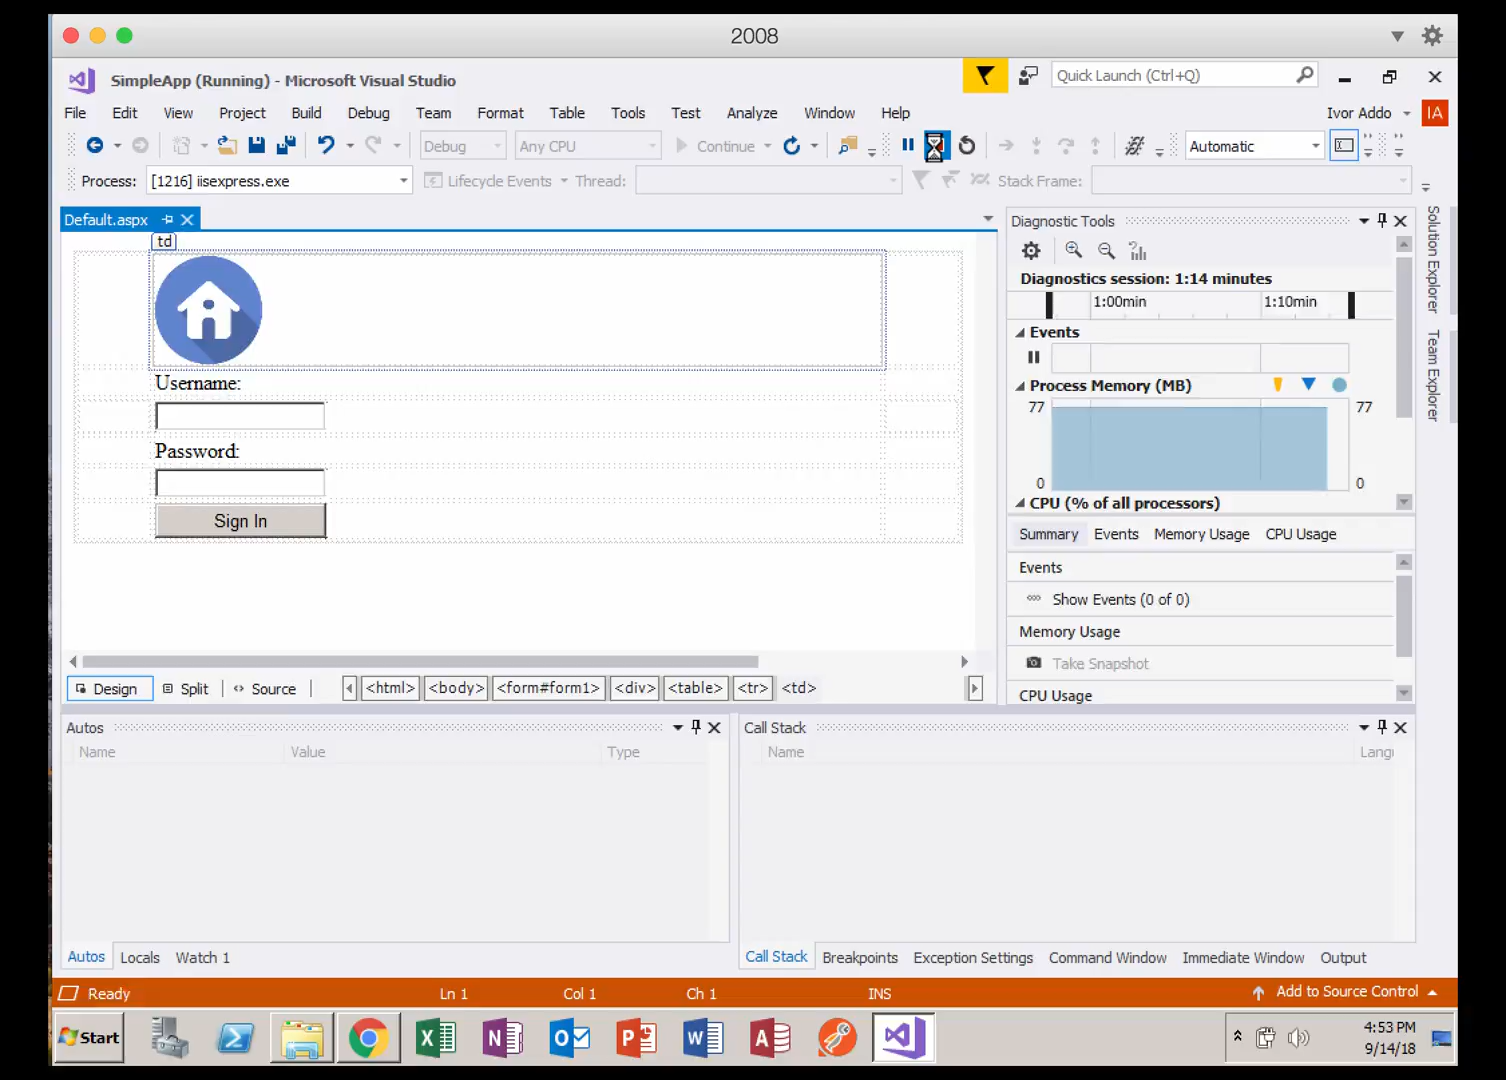 2008
SimpleApp (Running) - Microsoft Visual Studio
Quick Launch (Ctrl+Q)
File Edit View Project Build Debug Team Format Table Tools Test Analyze Window Help
Ivor Addo IA
Debug Any CPU Continue Automatic
Process: [1216] iisexpress.exe Lifecycle Events Thread: Stack Frame:
Default.aspx
td
Username:
Password:
Sign In
Design Split Source <html> <body> <form#form1> <div> <table> <tr> <td>
Diagnostic Tools
Diagnostics session: 1:14 minutes
1:00min 1:10min
Events
Process Memory (MB)
77 77
0 0
CPU (% of all processors)
Summary Events Memory Usage CPU Usage
Events
Show Events (0 of 0)
Memory Usage
Take Snapshot
CPU Usage
Solution Explorer
Team Explorer
Autos
Name Value Type
Autos Locals Watch 1
Call Stack
Name Langu
Call Stack Breakpoints Exception Settings Command Window Immediate Window Output
Ready Ln 1 Col 1 Ch 1 INS Add to Source Control
Start
4:53 PM
9/14/18